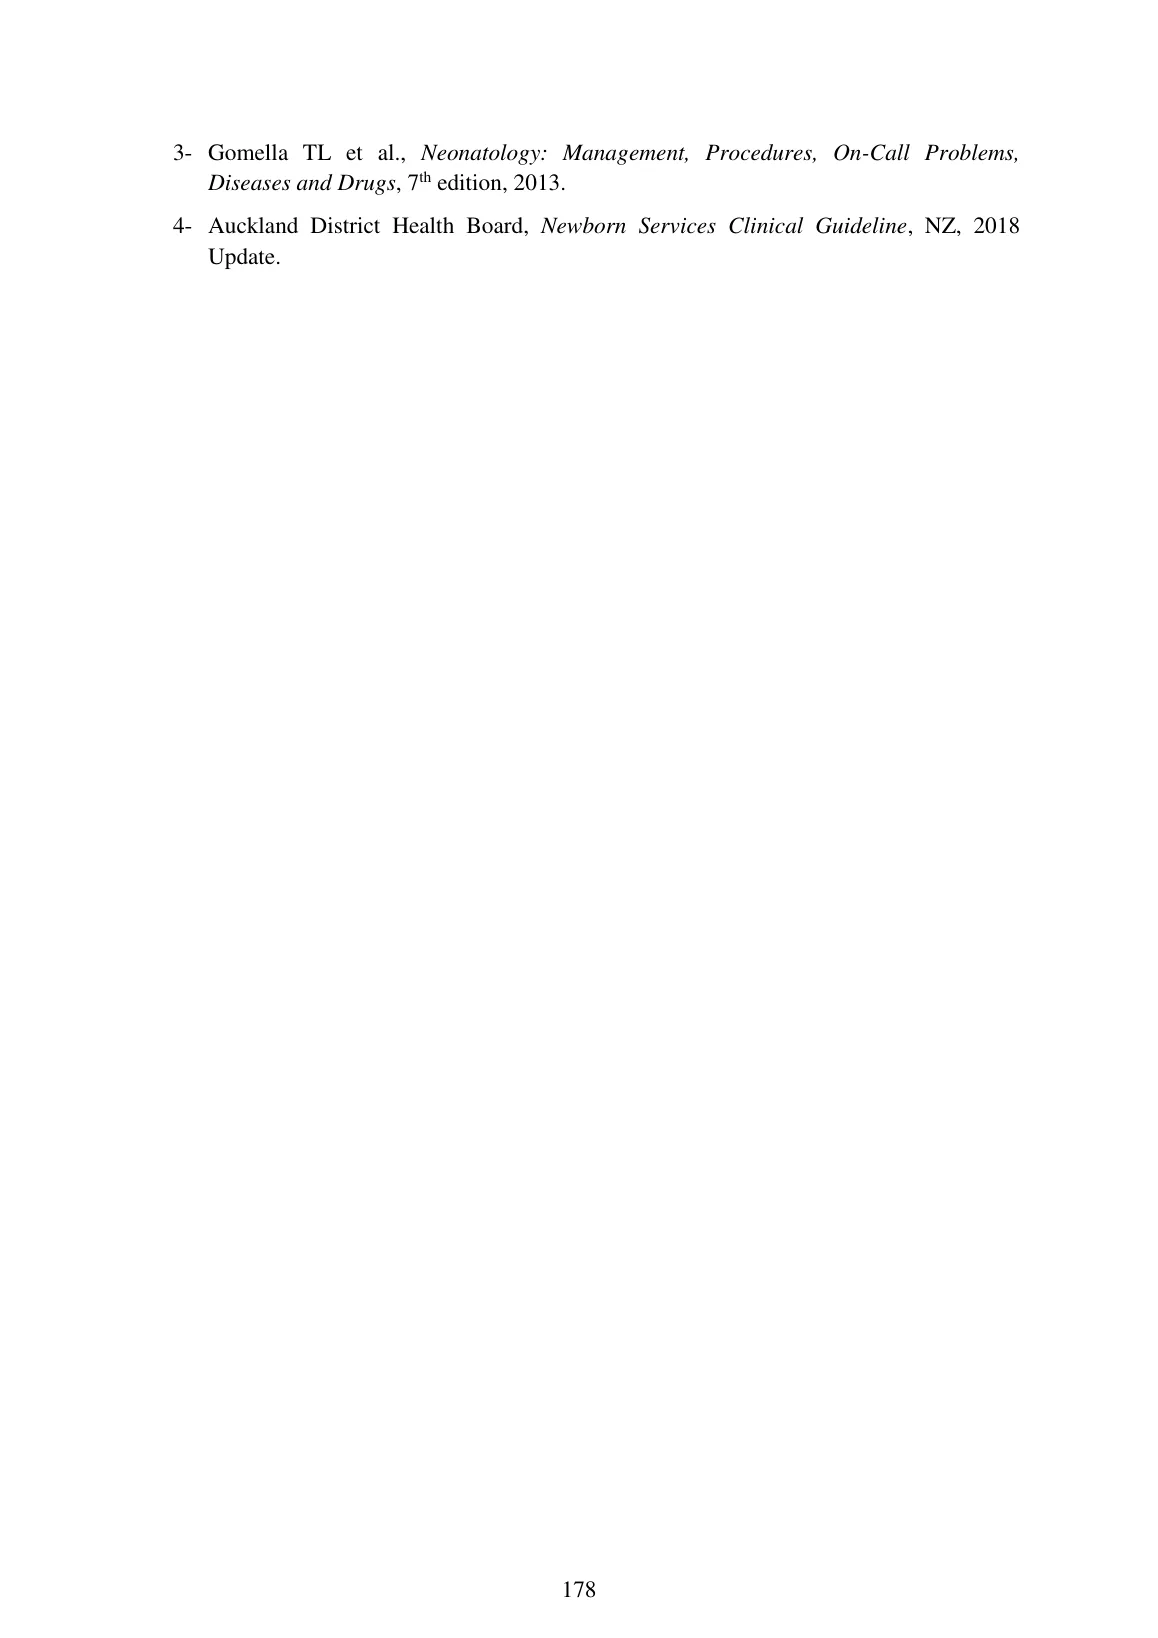 3- Gomella TL et al., Neonatology: Management, Procedures, On-Call Problems,
Diseases and Drugs, 7th edition, 2013.
4- Auckland District Health Board, Newborn Services Clinical Guideline, NZ, 2018
Update.
178